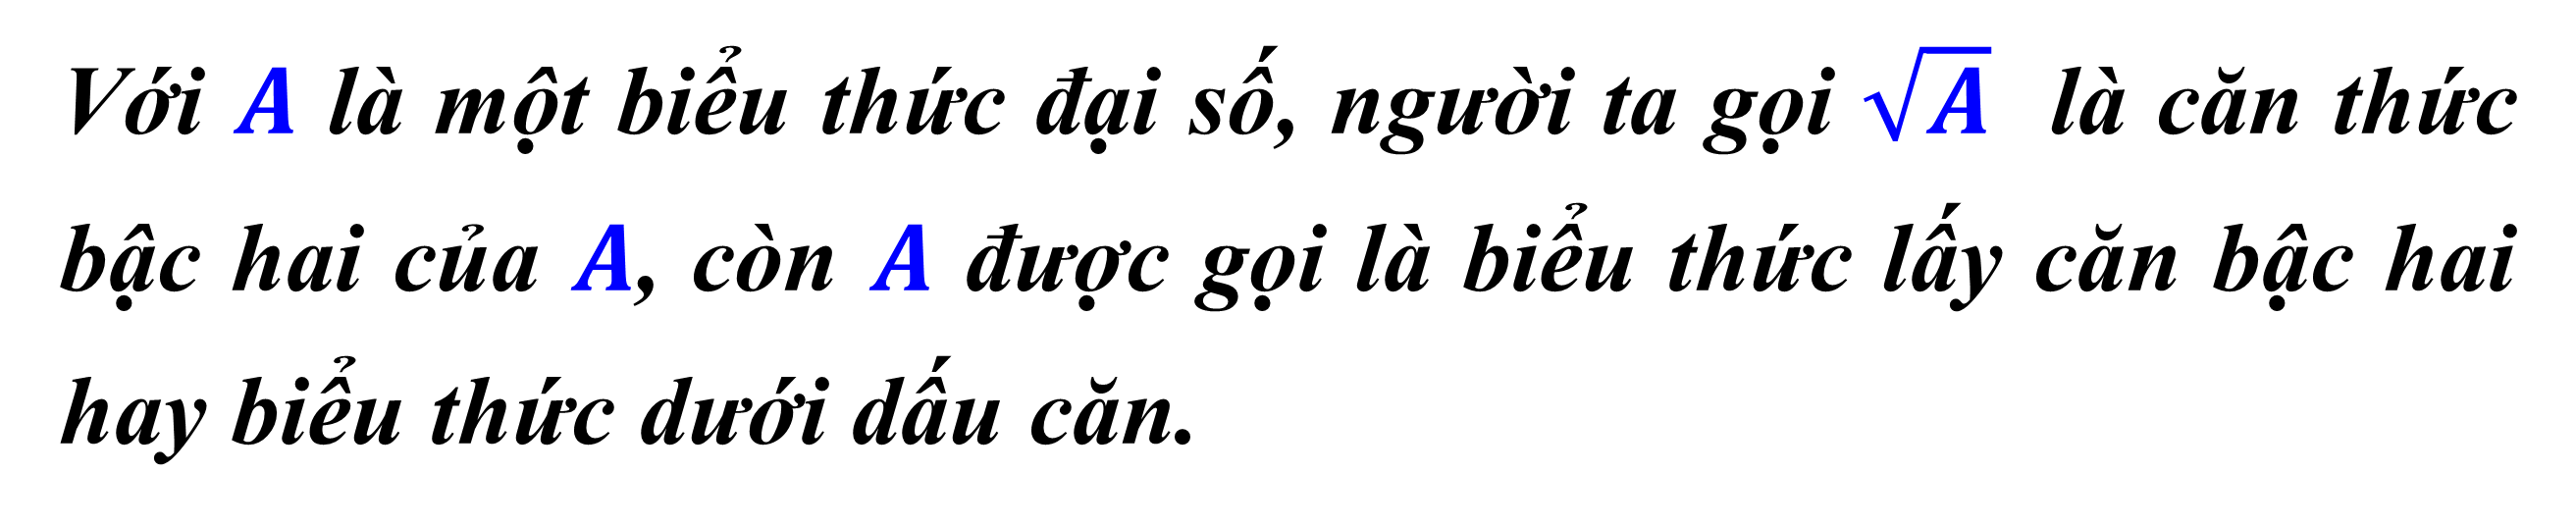 Với A là một biểu thức đại số, người ta gọi √A là căn thức
bậc hai của A, còn A được gọi là biểu thức lấy căn bậc hai
hay biểu thức dưới dấu căn.